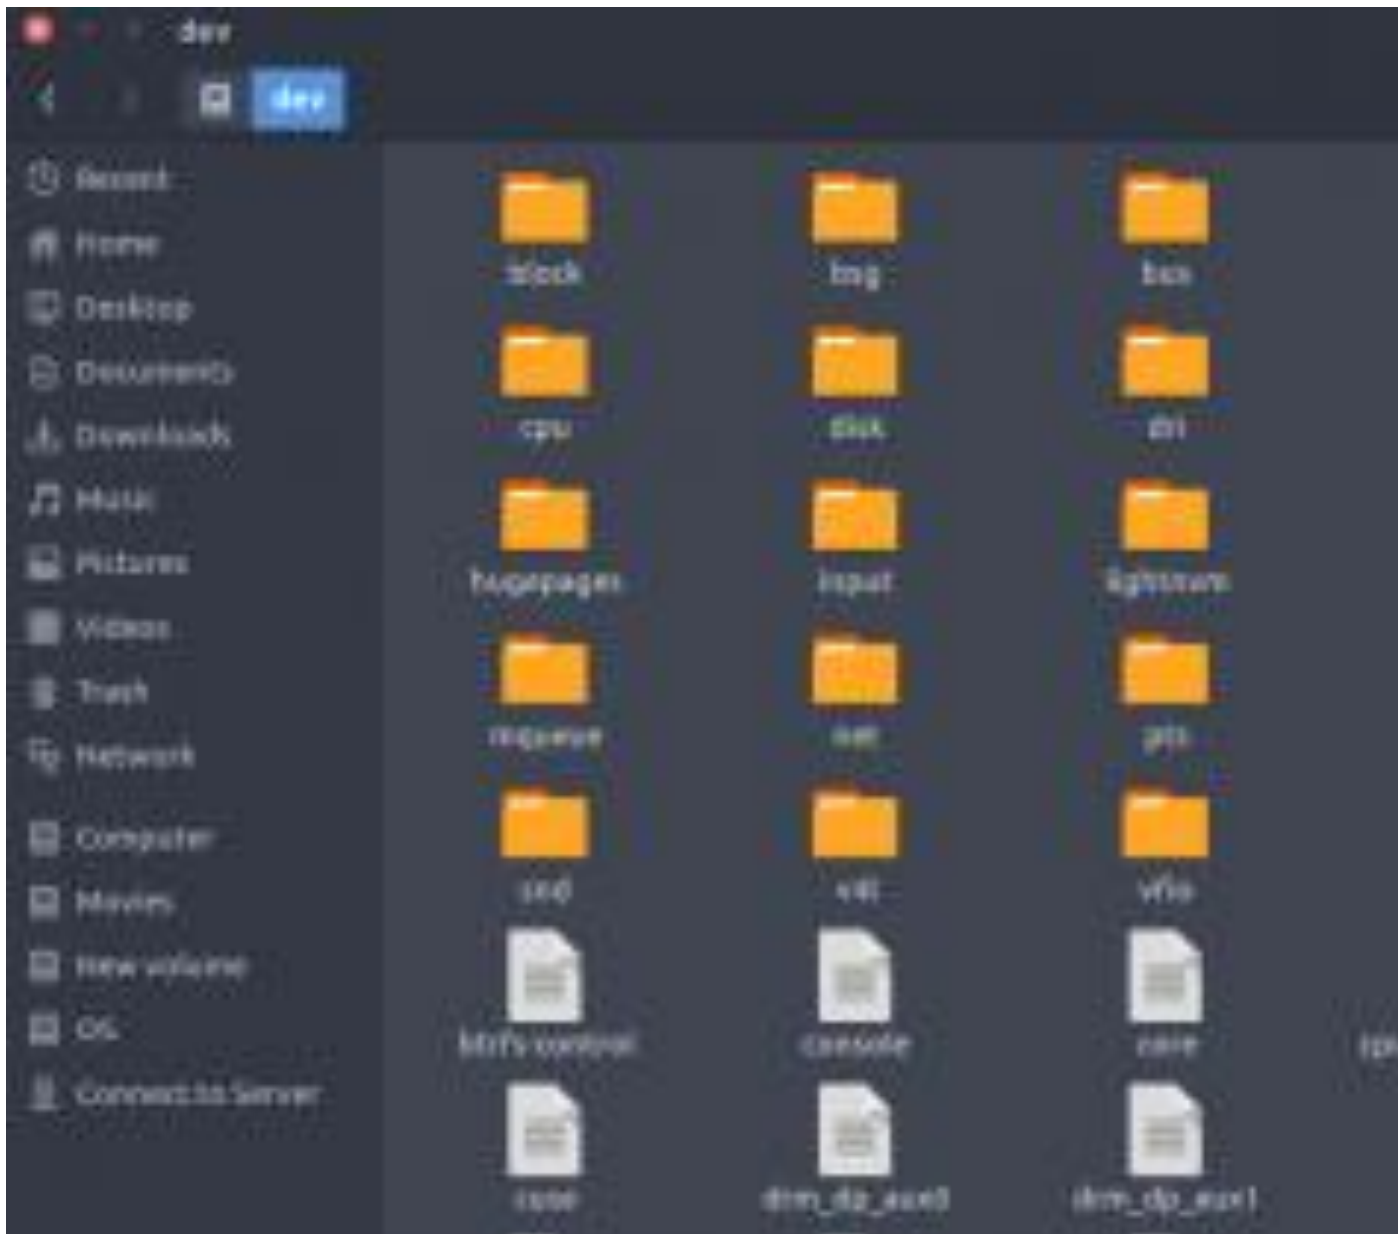 dev
dev
Recent
Home
Desktop
Documents
Downloads
Music
Pictures
Videos
Trash
Network
Computer
Movies
New volume
OS
Connect to Server
block bsg bus
cpu disk dri
hugepages input lightnvm
mqueue net pts
snd v4l vfio
btrfs-control console core
cuse drm_dp_aux0 drm_dp_aux1